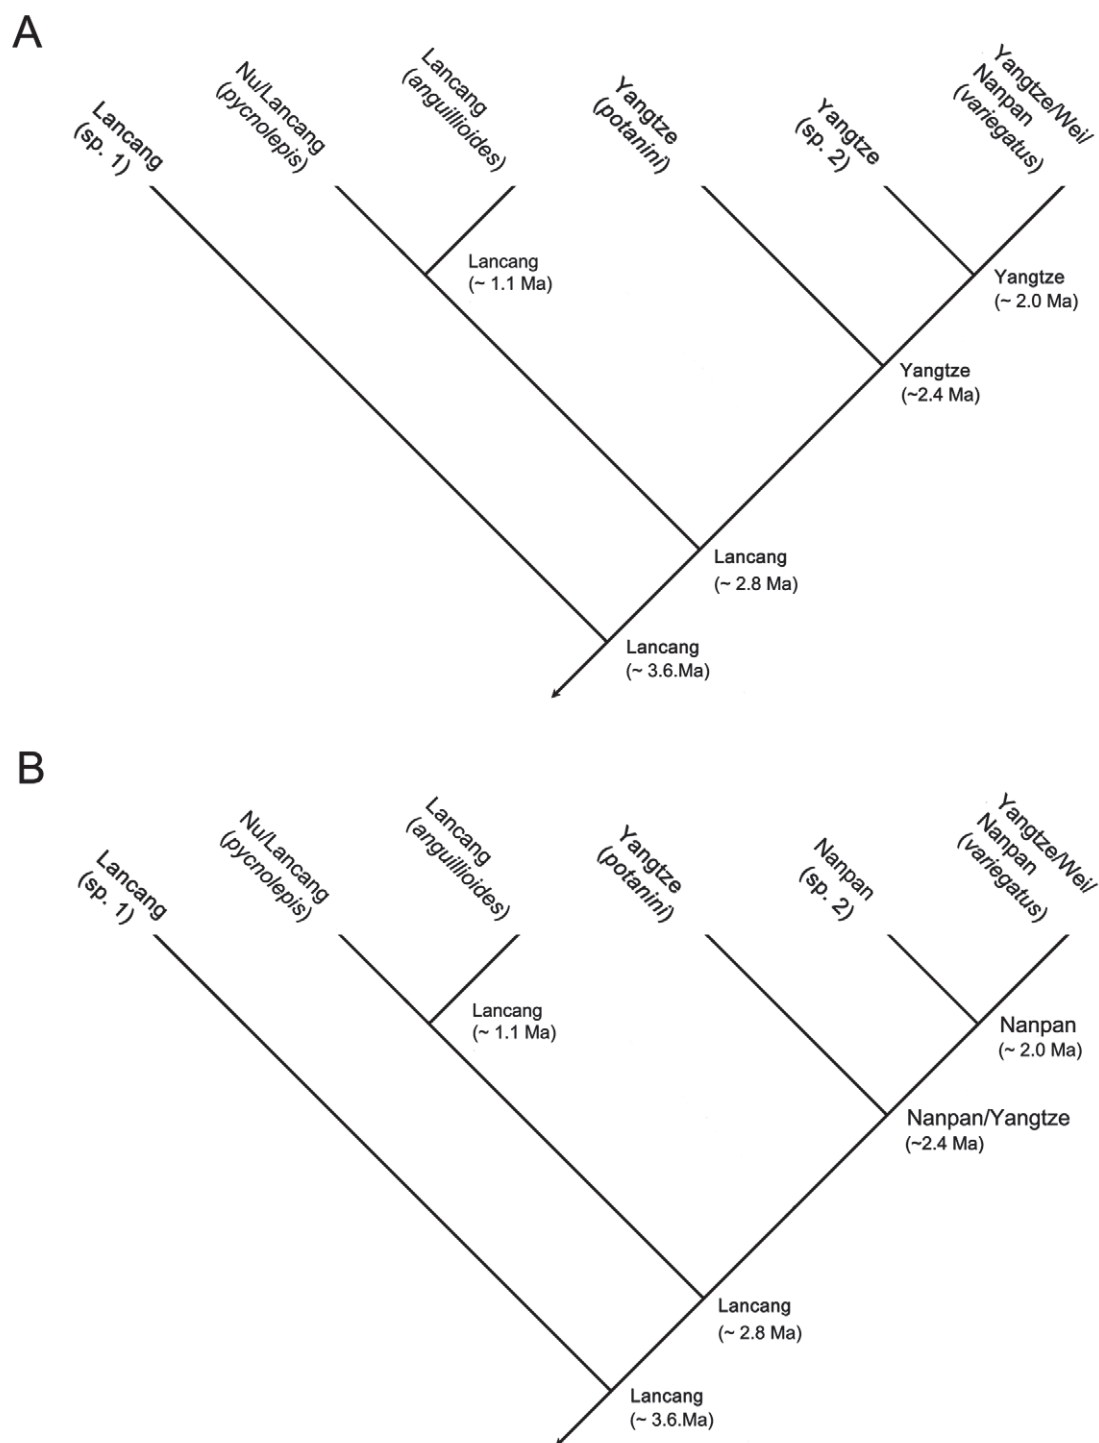 A
Lancang
(sp. 1)
Nu/Lancang
(pycnolepis)
Lancang
(anguillioides)
Yangtze
(potanini)
Yangtze
(sp. 2)
Yangtze/Wei/
Nanpan
(variegatus)
Lancang
(~ 1.1 Ma)
Yangtze
(~ 2.0 Ma)
Yangtze
(~2.4 Ma)
Lancang
(~ 2.8 Ma)
Lancang
(~ 3.6.Ma)
B
Lancang
(sp. 1)
Nu/Lancang
(pycnolepis)
Lancang
(anguillioides)
Yangtze
(potanini)
Nanpan
(sp. 2)
Yangtze/Wei/
Nanpan
(variegatus)
Lancang
(~ 1.1 Ma)
Nanpan
(~ 2.0 Ma)
Nanpan/Yangtze
(~2.4 Ma)
Lancang
(~ 2.8 Ma)
Lancang
(~ 3.6.Ma)